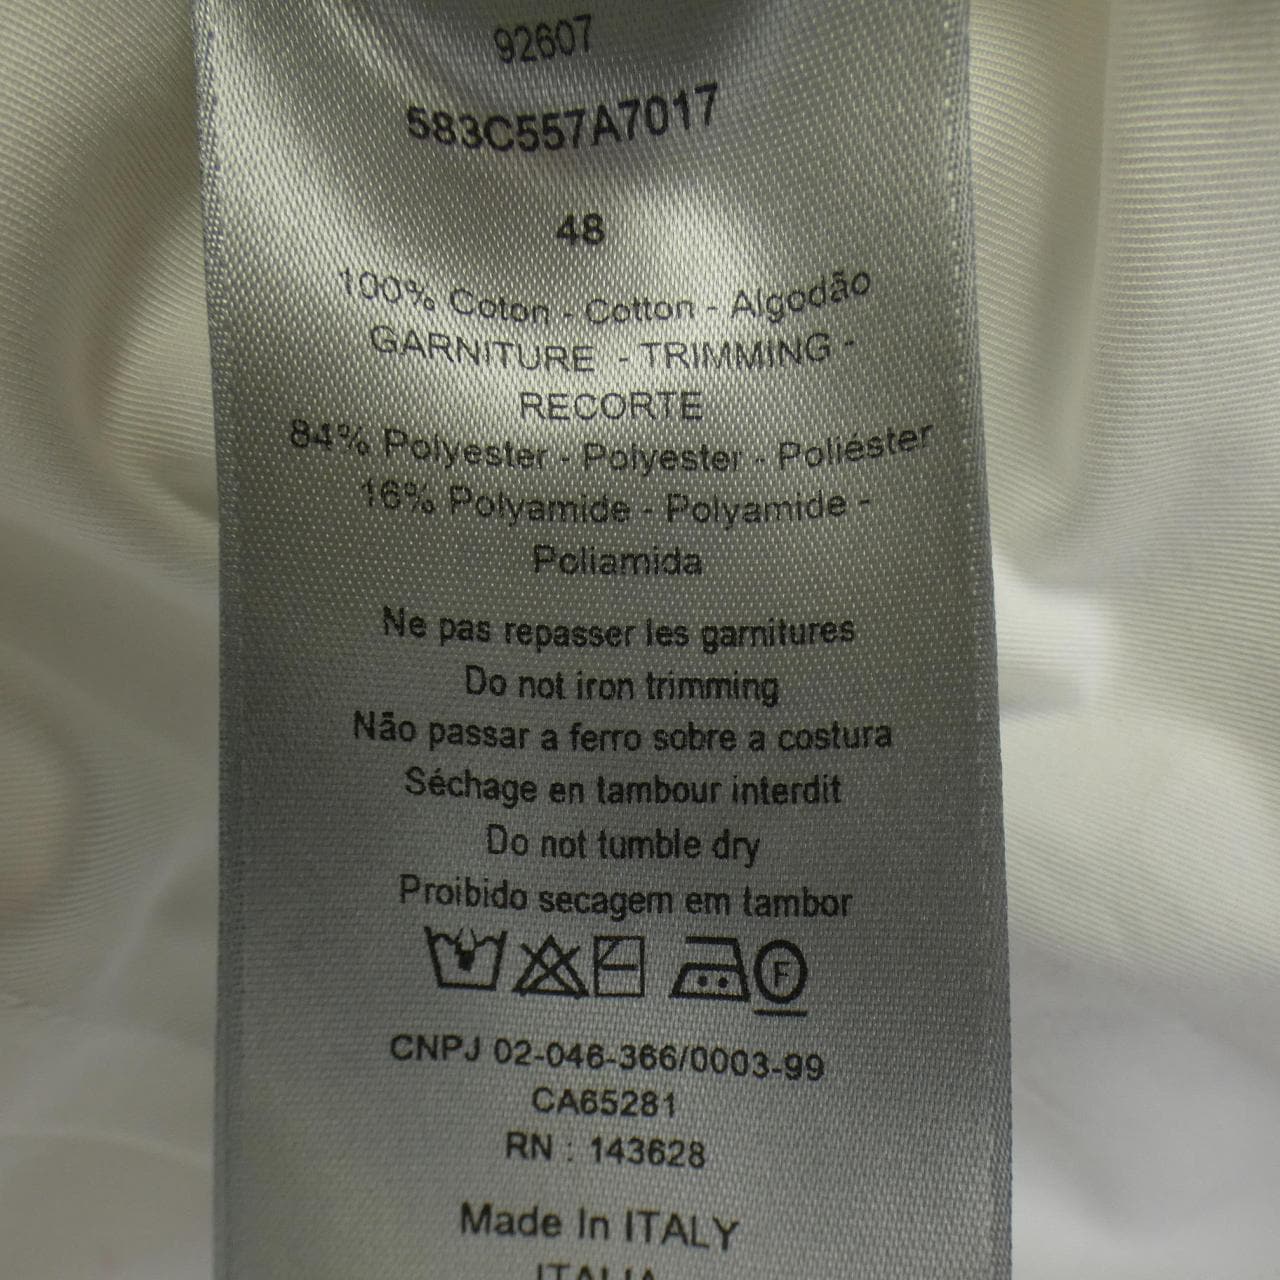 92607
583C557A7017
48
100% Coton - Cotton - Algodão
GARNITURE - TRIMMING -
RECORTE
84% Polyester - Polyester - Poliéster
16% Polyamide - Polyamide -
Poliamida
Ne pas repasser les garnitures
Do not iron trimming
Não passar a ferro sobre a costura
Séchage en tambour interdit
Do not tumble dry
Proibido secagem em tambor
F
CNPJ 02-046-366/0003-99
CA65281
RN : 143628
Made In ITALY
ITALIA